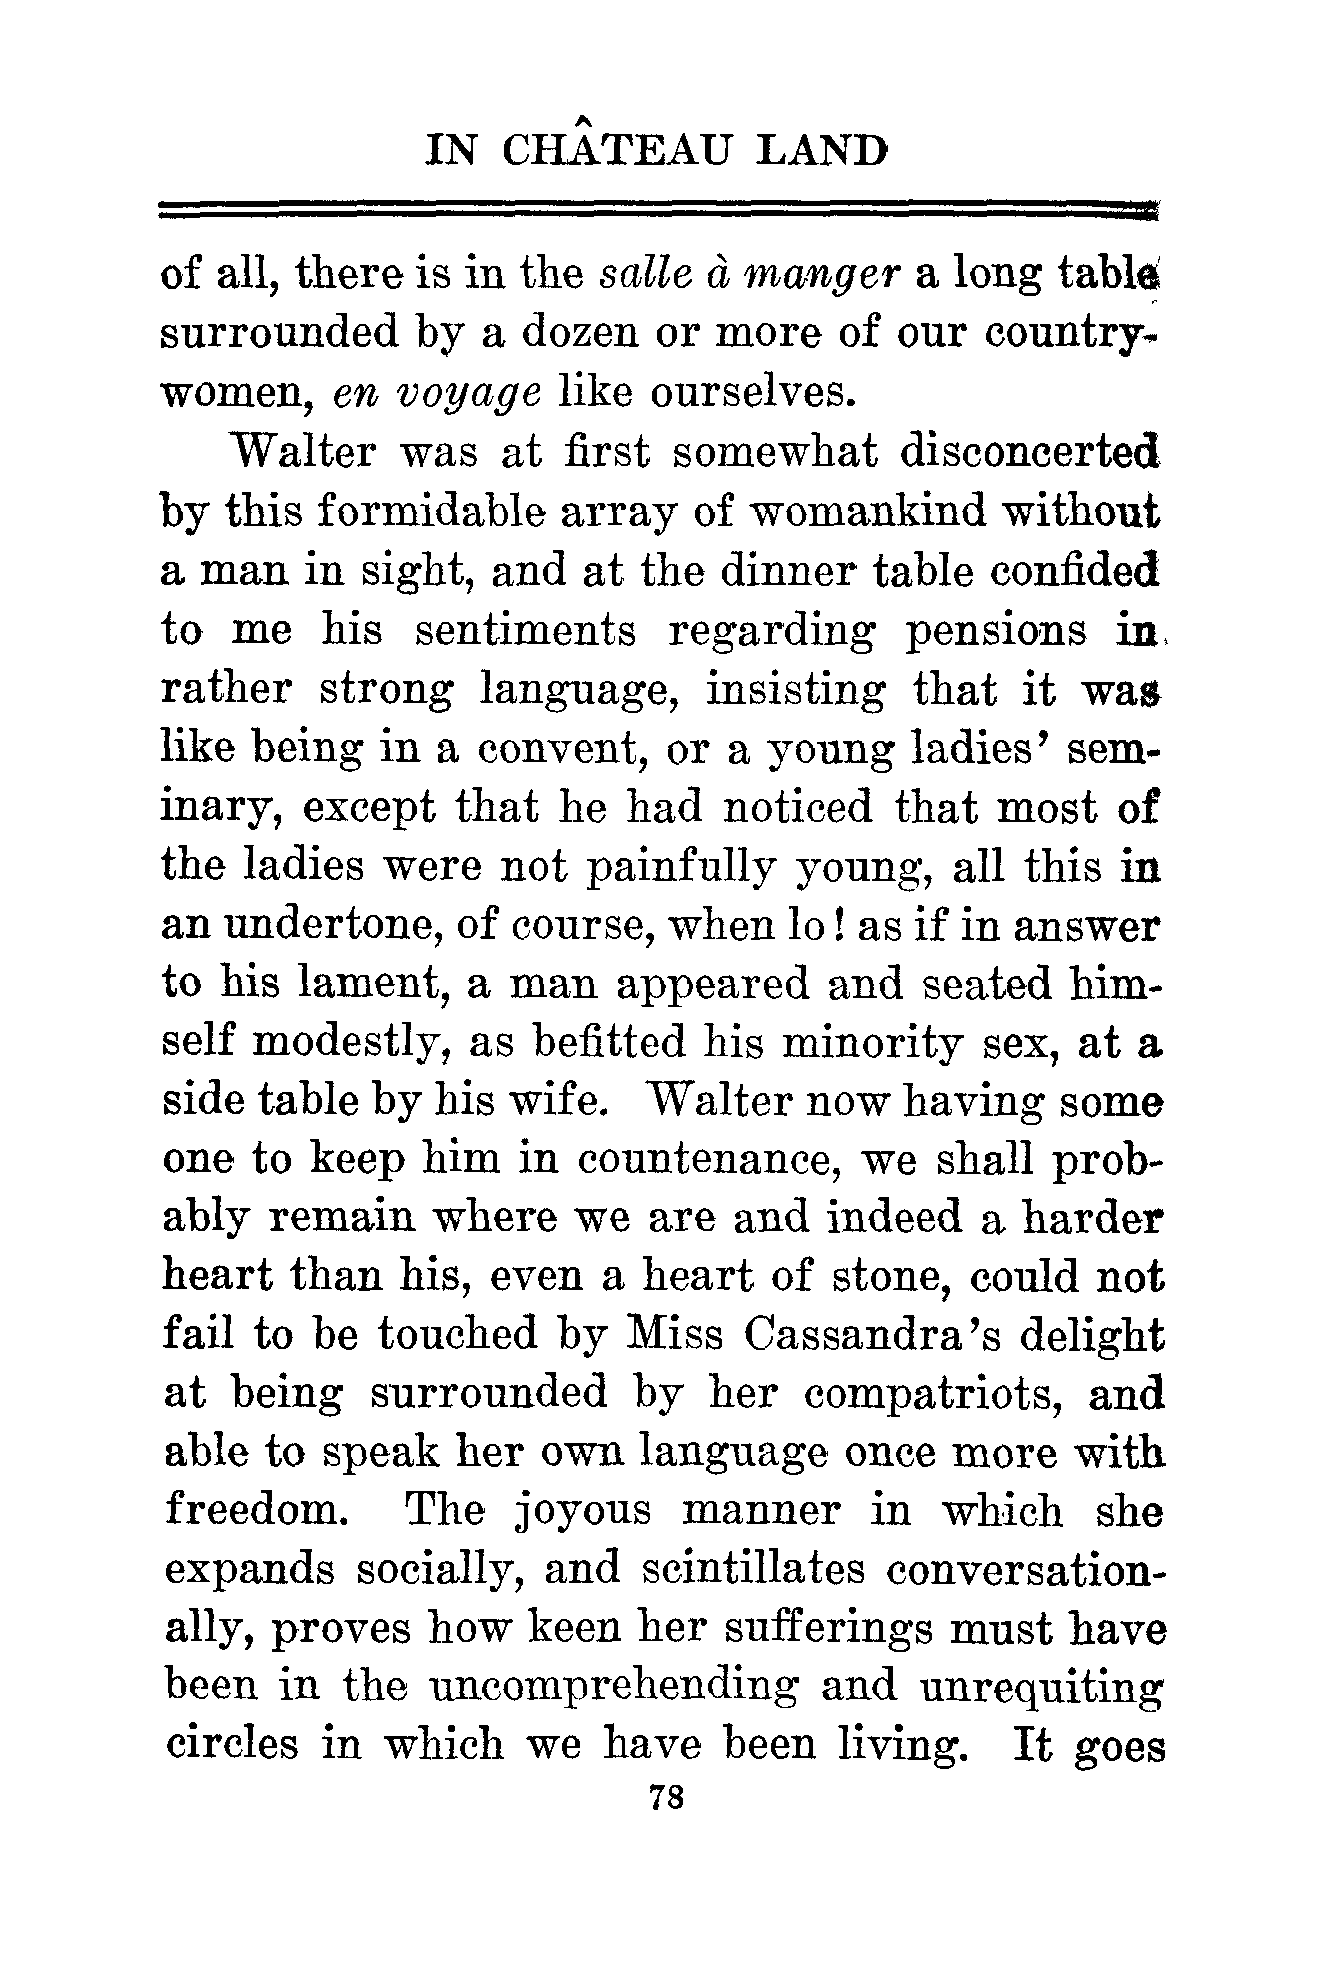 IN CHÂTEAU LAND
of all, there is in the salle à manger a long table
surrounded by a dozen or more of our country-
women, en voyage like ourselves.
Walter was at first somewhat disconcerted
by this formidable array of womankind without
a man in sight, and at the dinner table confided
to me his sentiments regarding pensions in
rather strong language, insisting that it was
like being in a convent, or a young ladies' sem-
inary, except that he had noticed that most of
the ladies were not painfully young, all this in
an undertone, of course, when lo! as if in answer
to his lament, a man appeared and seated him-
self modestly, as befitted his minority sex, at a
side table by his wife. Walter now having some
one to keep him in countenance, we shall prob-
ably remain where we are and indeed a harder
heart than his, even a heart of stone, could not
fail to be touched by Miss Cassandra's delight
at being surrounded by her compatriots, and
able to speak her own language once more with
freedom. The joyous manner in which she
expands socially, and scintillates conversation-
ally, proves how keen her sufferings must have
been in the uncomprehending and unrequiting
circles in which we have been living. It goes
78